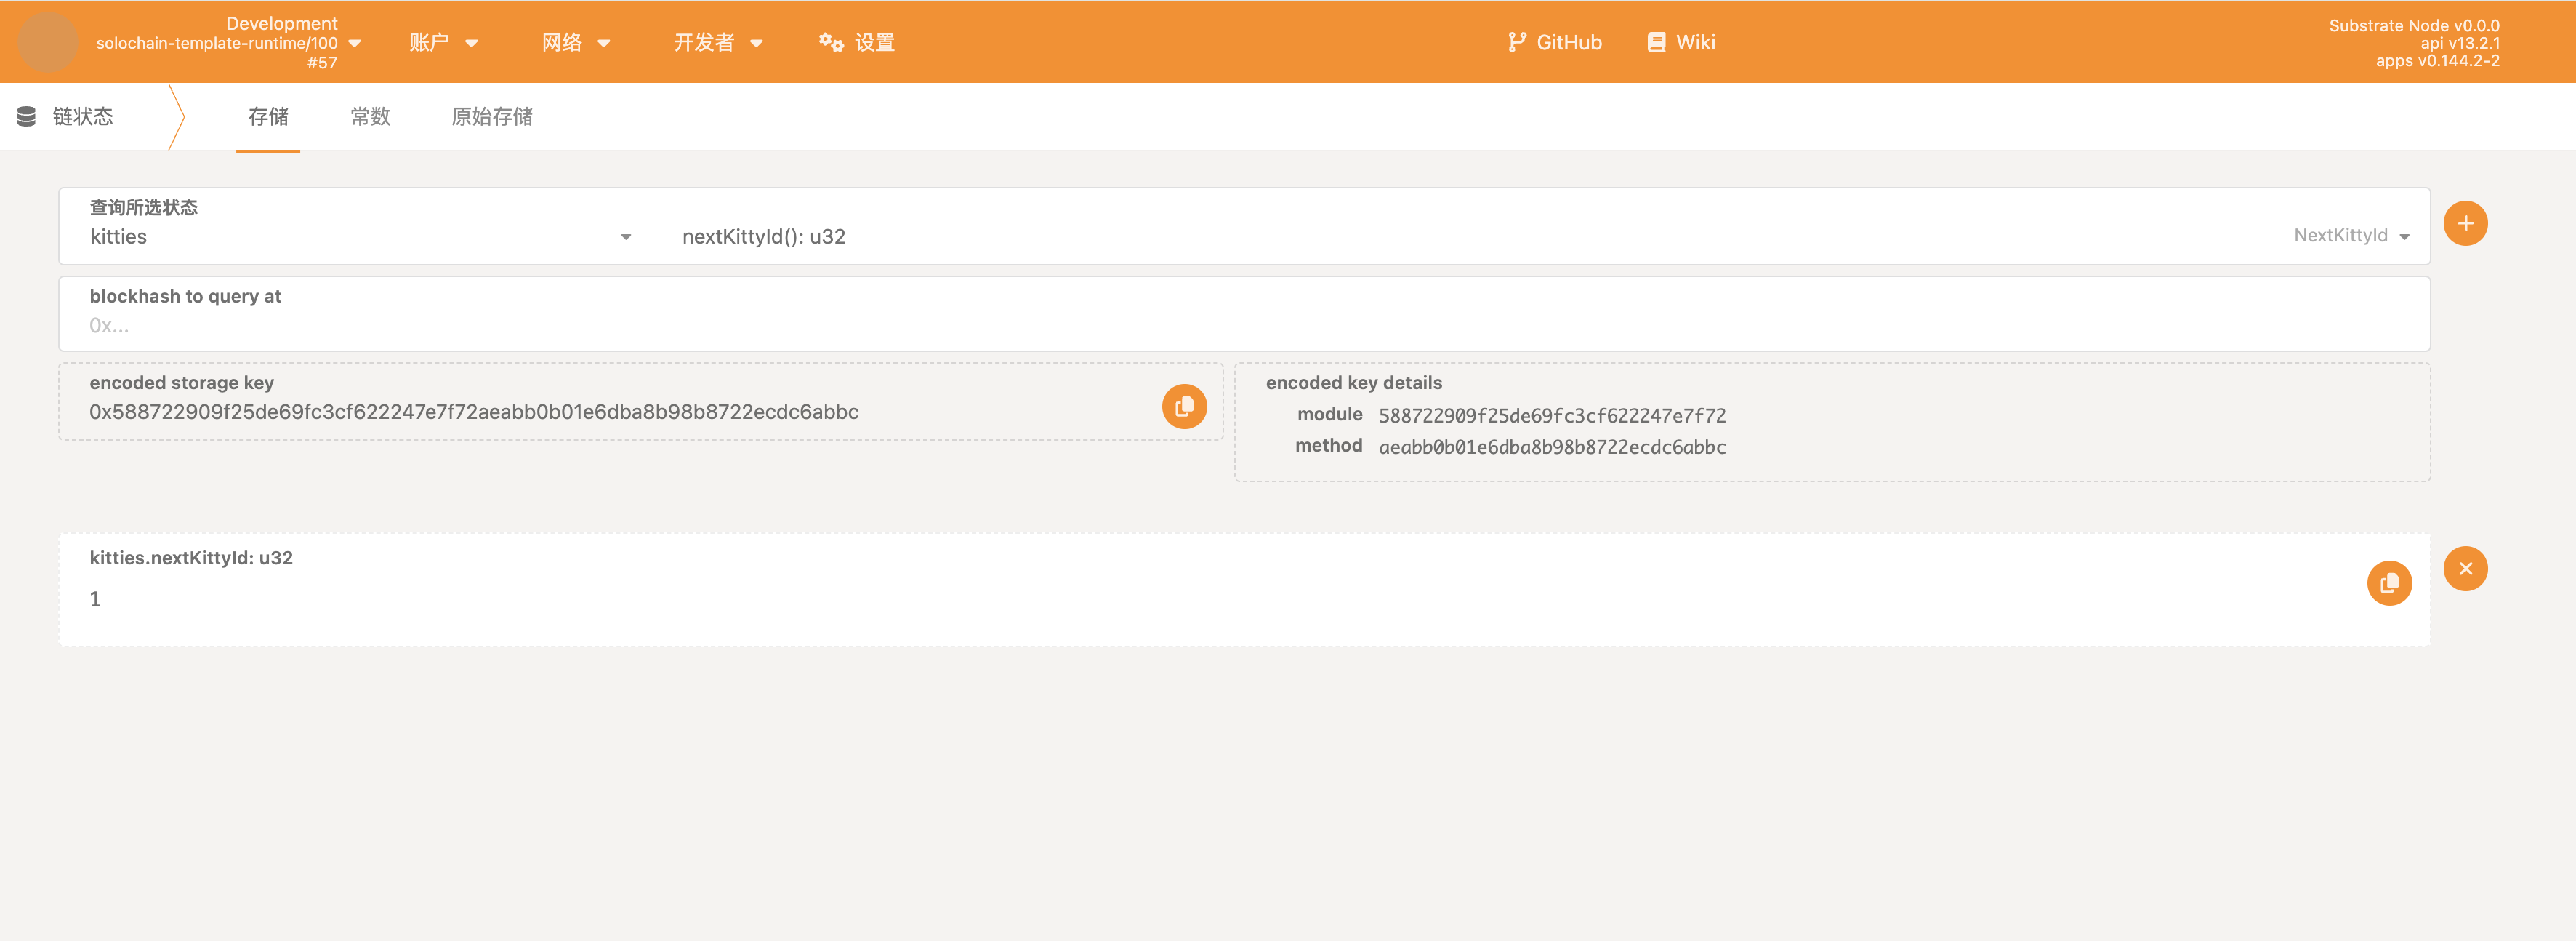 Development
solochain-template-runtime/100
#57
账户
网络
开发者
设置
GitHub
Wiki
Substrate Node v0.0.0
api v13.2.1
apps v0.144.2-2
链状态
存储
常数
原始存储
查询所选状态
kitties
nextKittyId(): u32
NextKittyId
blockhash to query at
0x...
encoded storage key
0x588722909f25de69fc3cf622247e7f72aeabb0b01e6dba8b98b8722ecdc6abbc
encoded key details
module 588722909f25de69fc3cf622247e7f72
method aeabb0b01e6dba8b98b8722ecdc6abbc
kitties.nextKittyId: u32
1